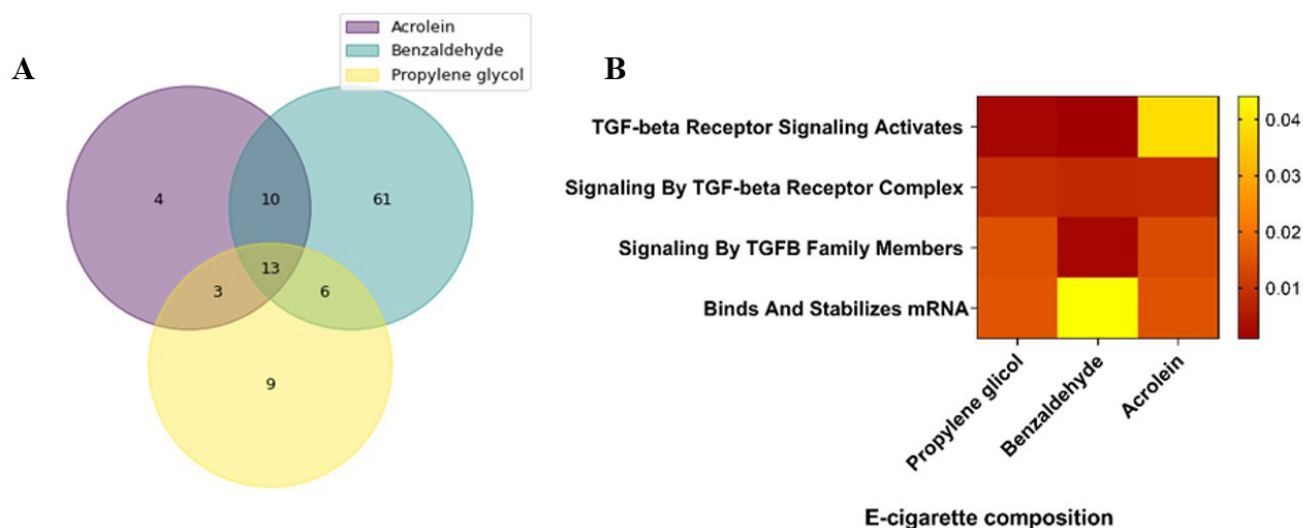 A
Acrolein
Benzaldehyde
Propylene glycol
4
10
61
13
3
6
9
B
TGF-beta Receptor Signaling Activates
Signaling By TGF-beta Receptor Complex
Signaling By TGFB Family Members
Binds And Stabilizes mRNA
0.04
0.03
0.02
0.01
Propylene glicol
Benzaldehyde
Acrolein
E-cigarette composition